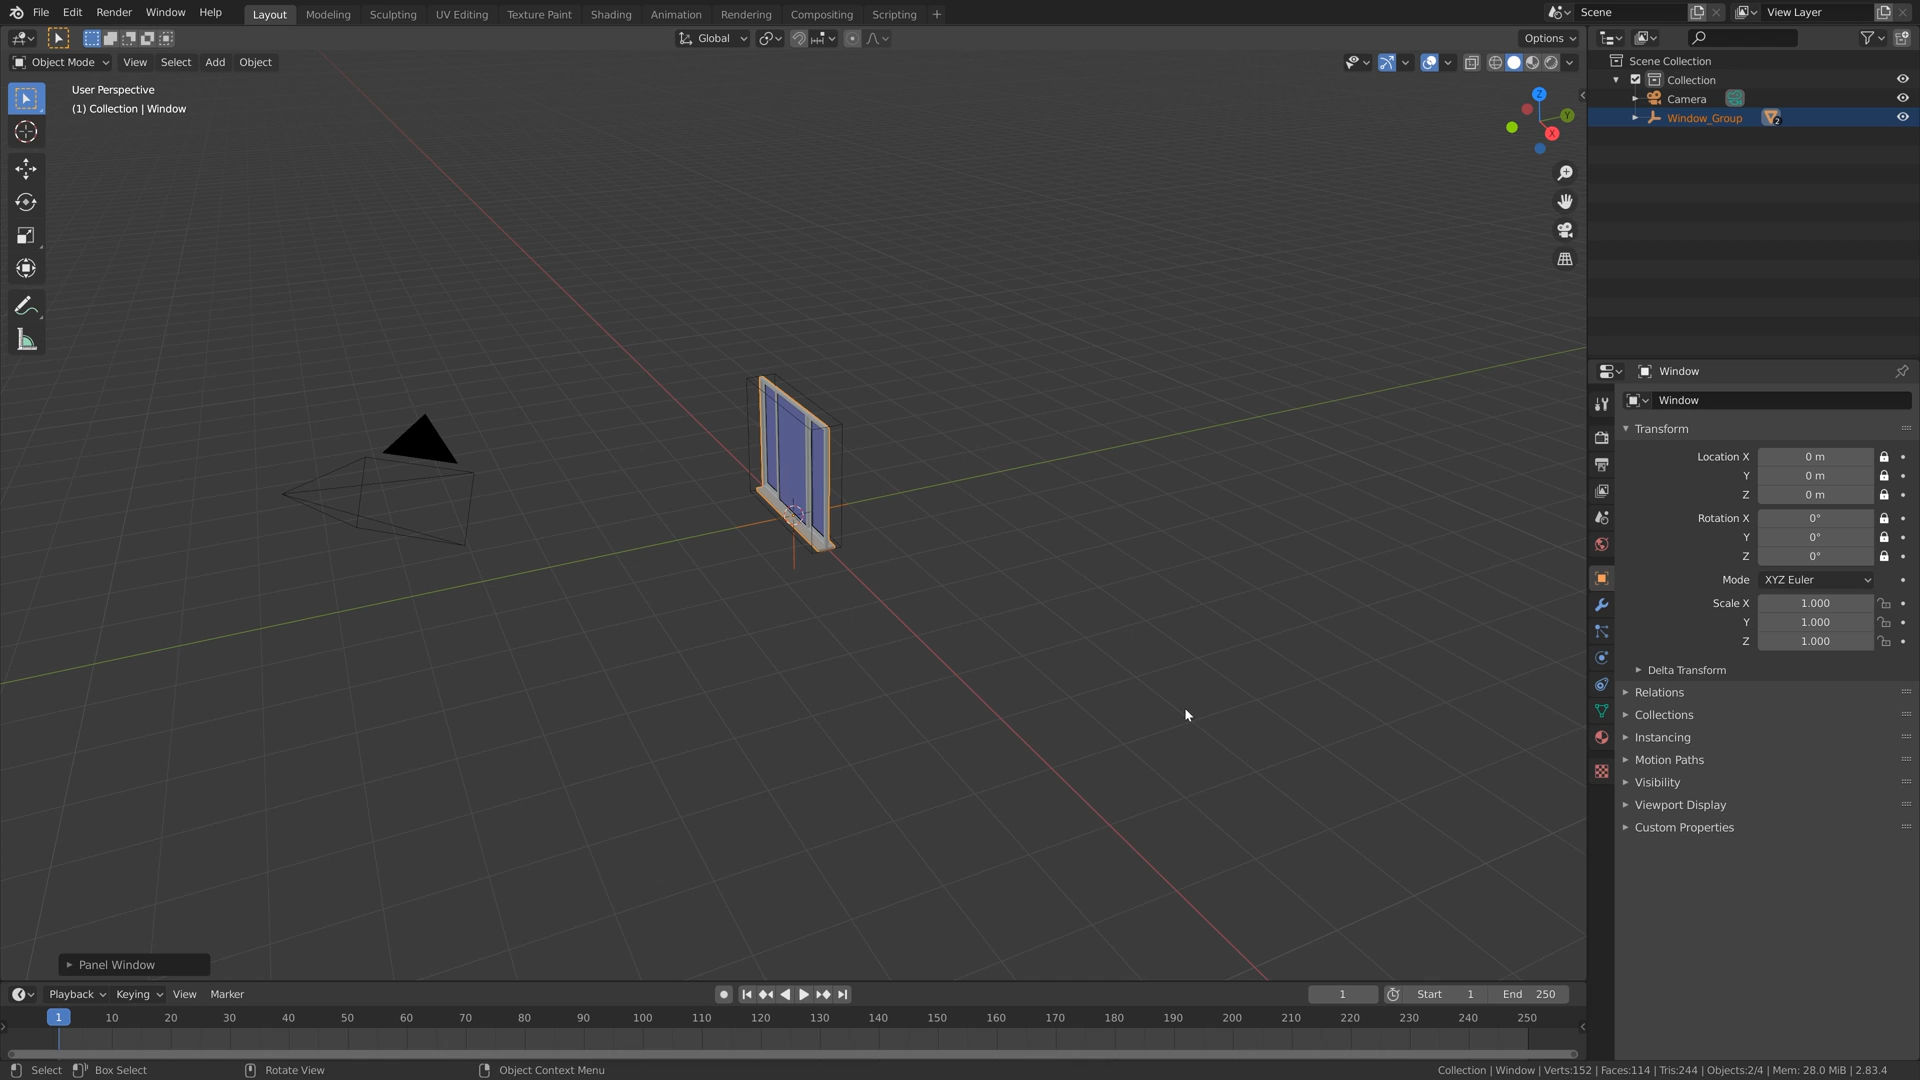 File Edit Render Window Help Layout Modeling Sculpting UV Editing Texture Paint Shading Animation Rendering Compositing Scripting + Scene View Layer
Global Options
Object Mode View Select Add Object
User Perspective
(1) Collection | Window
Z
Y
X
Panel Window
Scene Collection
Collection
Camera
Window_Group 2
Window
Window
Transform
Location X 0 m
Y 0 m
Z 0 m
Rotation X 0°
Y 0°
Z 0°
Mode XYZ Euler
Scale X 1.000
Y 1.000
Z 1.000
Delta Transform
Relations
Collections
Instancing
Motion Paths
Visibility
Viewport Display
Custom Properties
Playback Keying View Marker 1 Start 1 End 250
1 10 20 30 40 50 60 70 80 90 100 110 120 130 140 150 160 170 180 190 200 210 220 230 240 250
Select Box Select Rotate View Object Context Menu Collection | Window | Verts:152 | Faces:114 | Tris:244 | Objects:2/4 | Mem: 28.0 MiB | 2.83.4